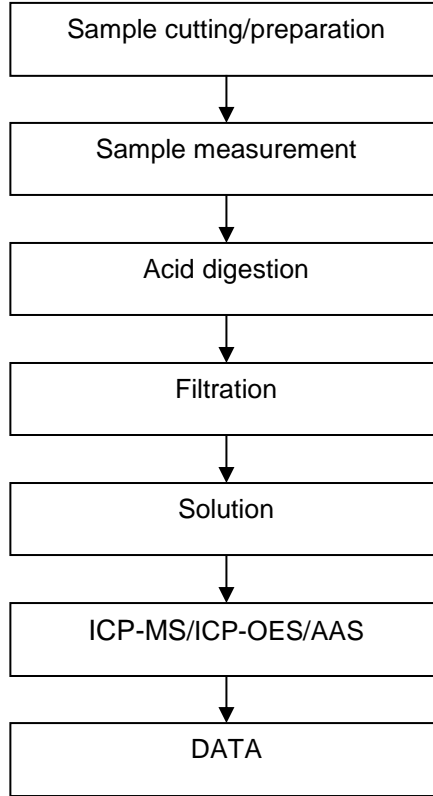 Sample cutting/preparation
Sample measurement
Acid digestion
Filtration
Solution
ICP-MS/ICP-OES/AAS
DATA